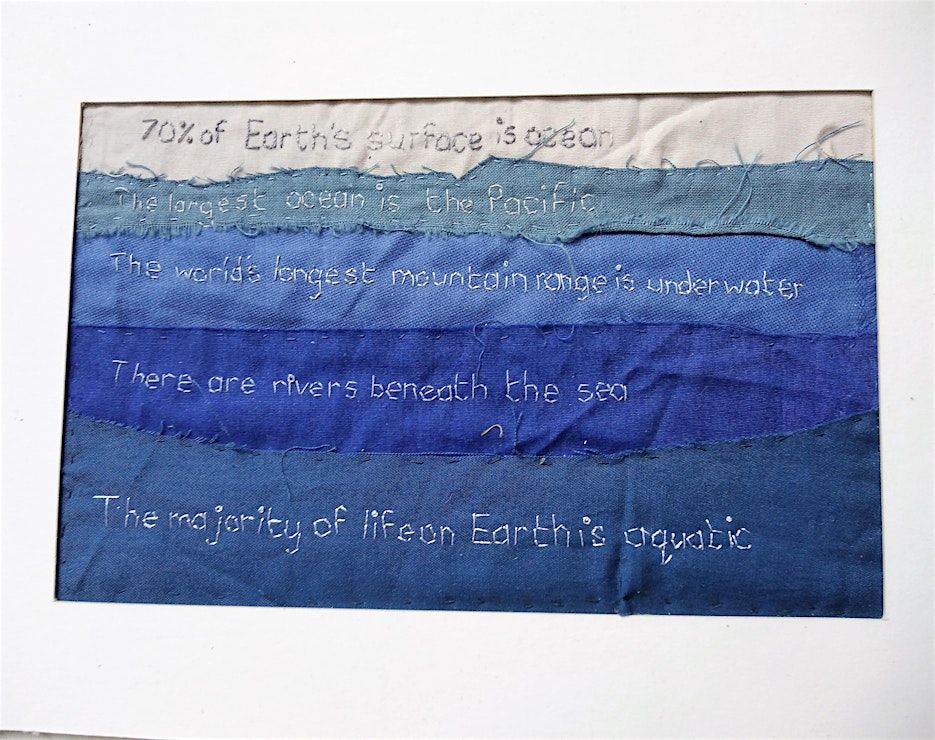 70% of Earth's surface is ocean
The largest ocean is the Pacific
The world's longest mountain range is underwater
There are rivers beneath the sea
The majority of life on Earth is aquatic